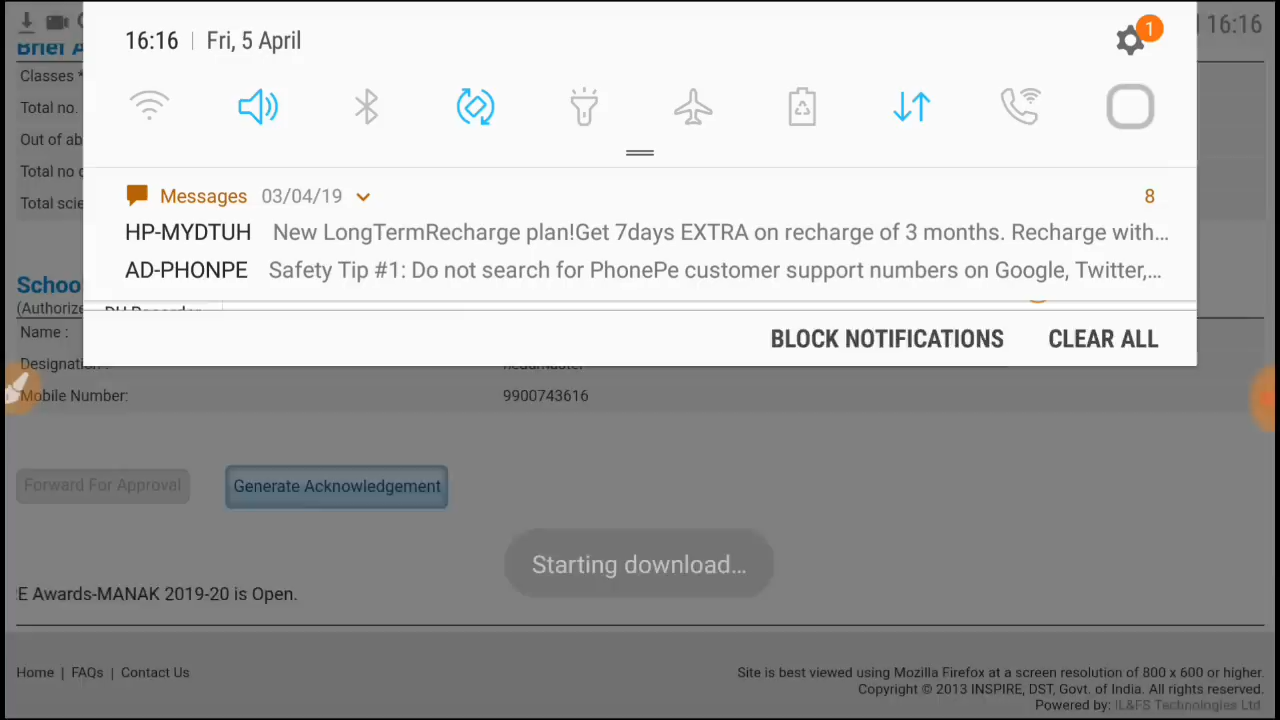 16:16 Fri, 5 April 1 16:16
Brief A
Classes *
Total no.
Out of ab
Total no c
Total scie
Messages 03/04/19 8
HP-MYDTUH New LongTermRecharge plan!Get 7days EXTRA on recharge of 3 months. Recharge with...
AD-PHONPE Safety Tip #1: Do not search for PhonePe customer support numbers on Google, Twitter,...
Schoo
(Authorize
Name :
BLOCK NOTIFICATIONS CLEAR ALL
Designation :
Mobile Number: 9900743616
Forward For Approval Generate Acknowledgement
Starting download...
E Awards-MANAK 2019-20 is Open.
Home | FAQs | Contact Us
Site is best viewed using Mozilla Firefox at a screen resolution of 800 x 600 or higher.
Copyright © 2013 INSPIRE, DST, Govt. of India. All rights reserved.
Powered by: IL&FS Technologies Ltd